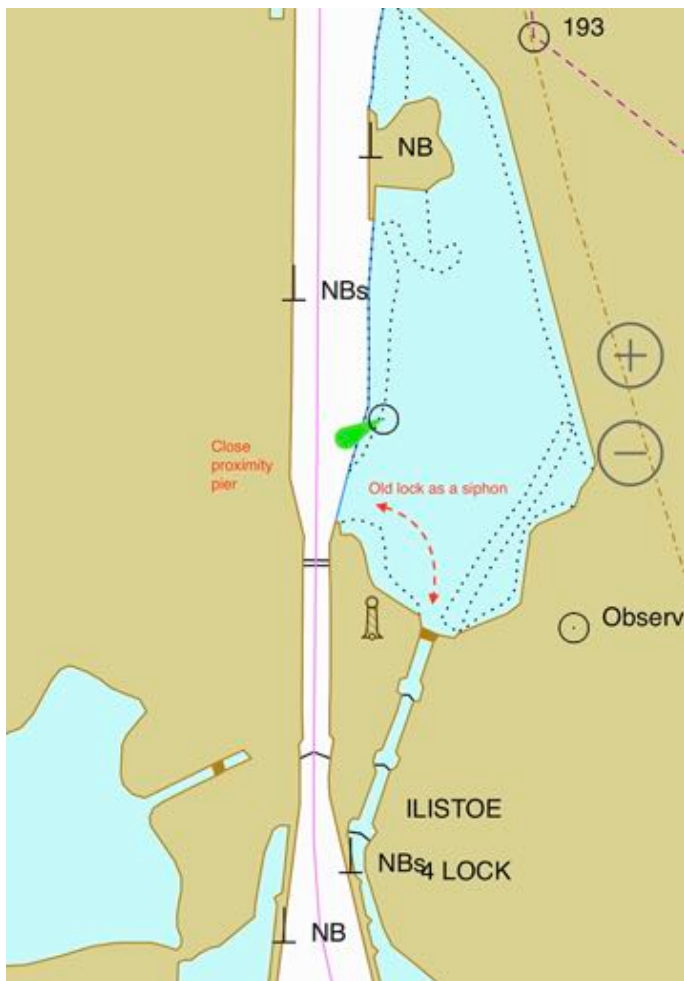 193
NB
NBs
Close
proximity
pier
Old lock as a siphon
Observ
ILISTOE
NBs
4 LOCK
NB